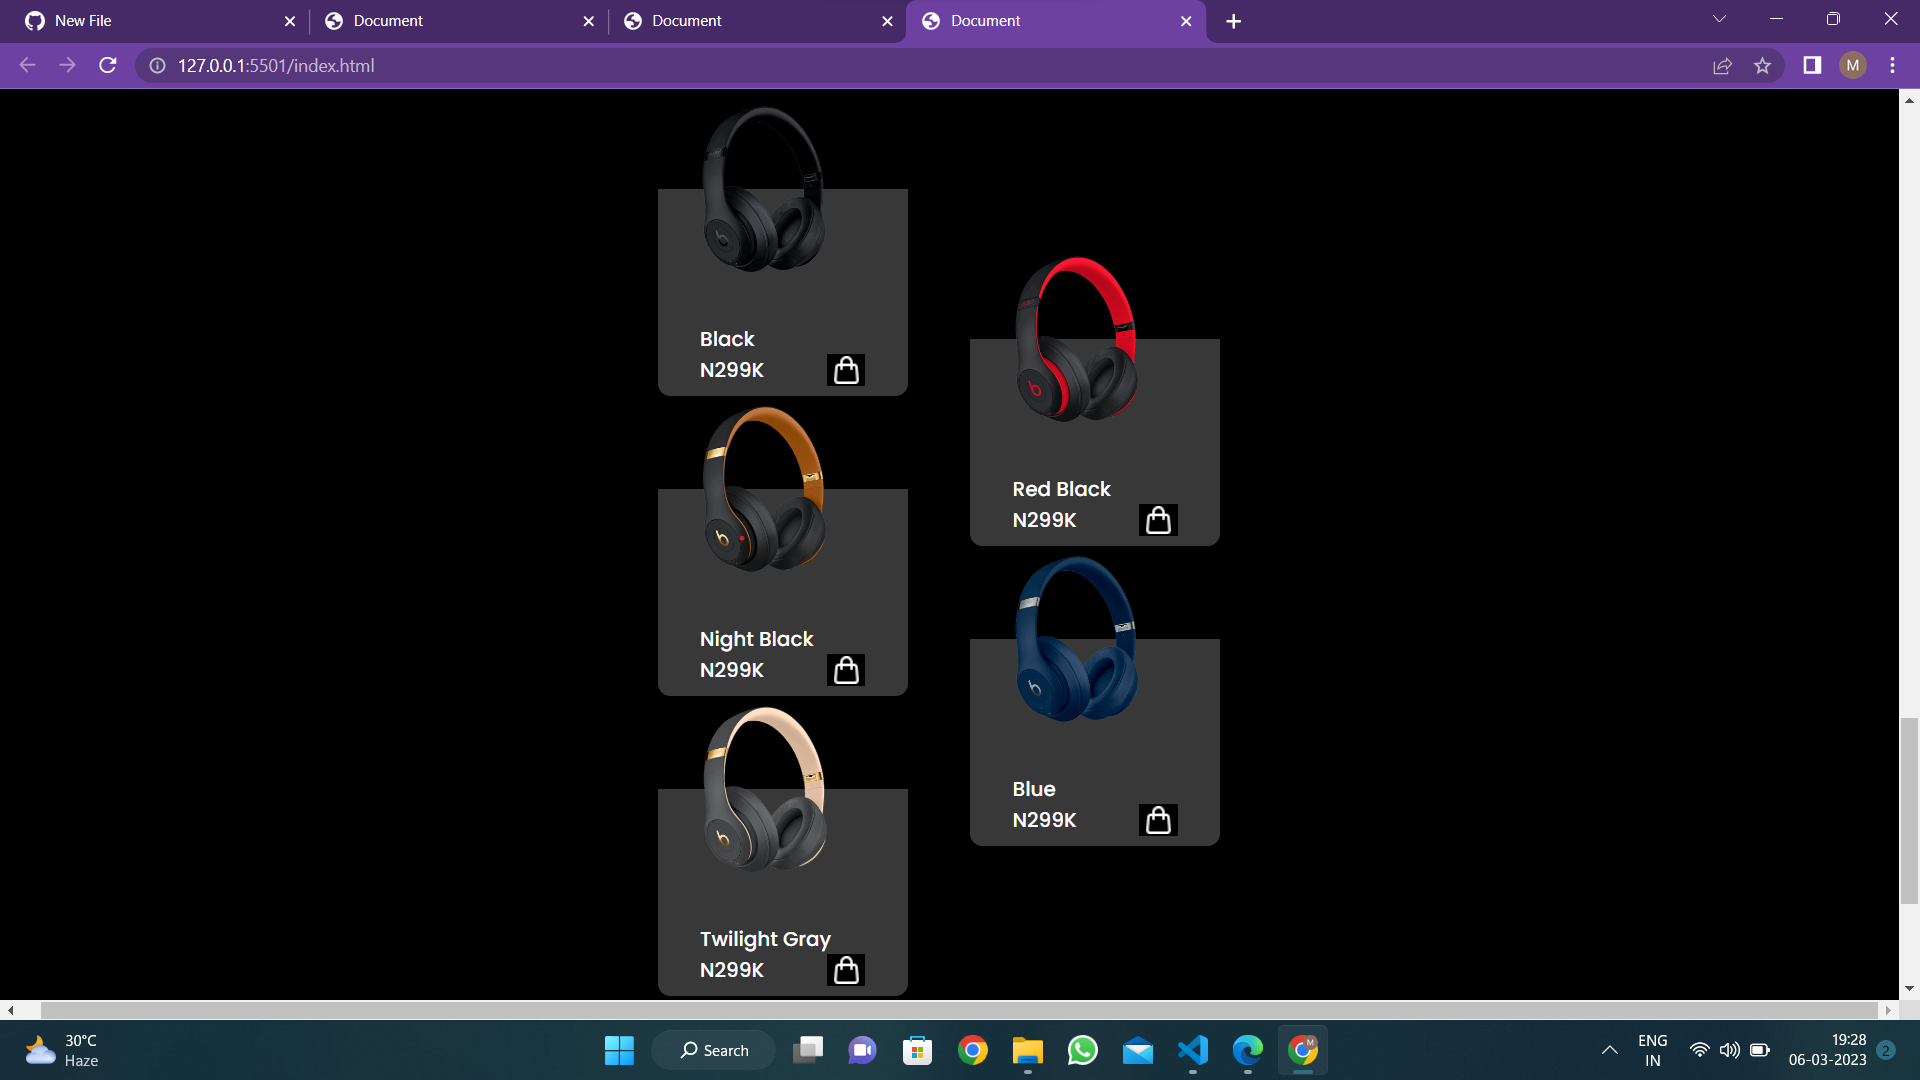 New File
Document
Document
Document
127.0.0.1:5501/index.html
M
Black
N299K
Red Black
N299K
Night Black
N299K
Blue
N299K
Twilight Gray
N299K
30°C
Haze
Search
M
ENG
IN
19:28
06-03-2023
2